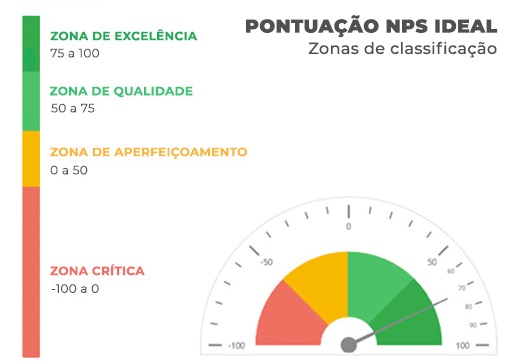 PONTUAÇÃO NPS IDEAL
Zonas de classificação
ZONA DE EXCELÊNCIA
75 a 100
ZONA DE QUALIDADE
50 a 75
ZONA DE APERFEIÇOAMENTO
0 a 50
ZONA CRÍTICA
-100 a 0
0
-50
50
60
70
80
90
-100
100